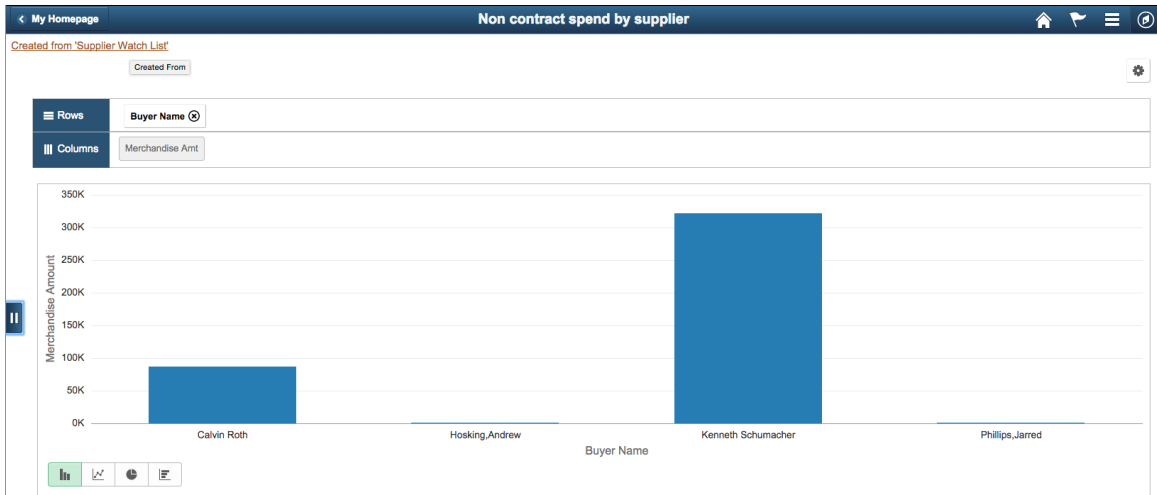 My Homepage
Non contract spend by supplier
Created from 'Supplier Watch List'
Created From
Rows
Buyer Name
Columns
Merchandise Amt
350K
300K
250K
200K
150K
100K
50K
0K
Merchandise Amount
Calvin Roth
Hosking,Andrew
Kenneth Schumacher
Phillips,Jarred
Buyer Name